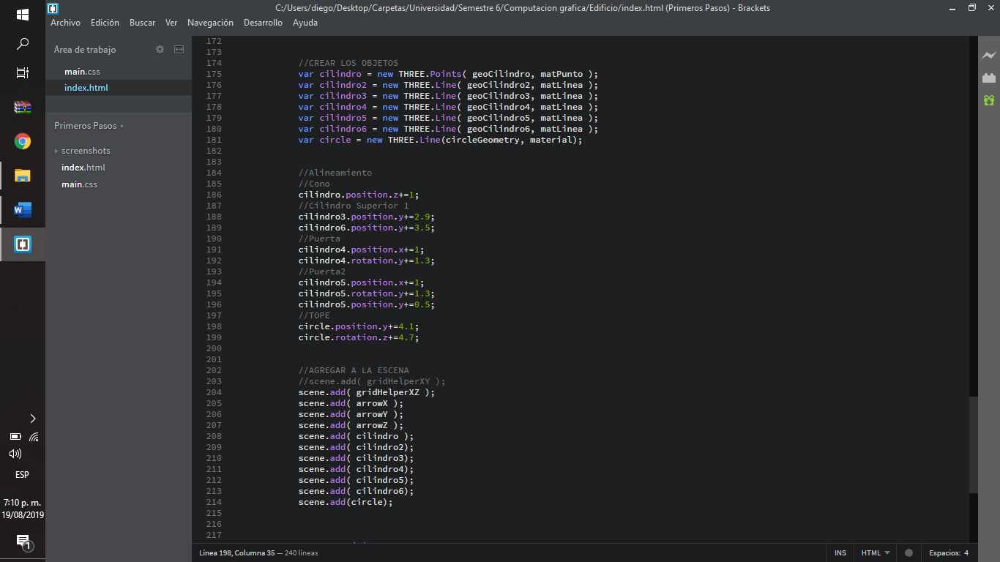 C:/Users/diego/Desktop/Carpetas/Universidad/Semestre 6/Computacion grafica/Edificio/index.html (Primeros Pasos) - Brackets
Archivo Edición Buscar Ver Navegación Desarrollo Ayuda
Área de trabajo
main.css
index.html
Primeros Pasos
screenshots
index.html
main.css
172
173
174 //CREAR LOS OBJETOS
175 var cilindro = new THREE.Points( geoCilindro, matPunto );
176 var cilindro2 = new THREE.Line( geoCilindro2, matLinea );
177 var cilindro3 = new THREE.Line( geoCilindro3, matLinea );
178 var cilindro4 = new THREE.Line( geoCilindro4, matLinea );
179 var cilindro5 = new THREE.Line( geoCilindro5, matLinea );
180 var cilindro6 = new THREE.Line( geoCilindro6, matLinea );
181 var circle = new THREE.Line(circleGeometry, material);
182
183
184 //Alineamiento
185 //Cono
186 cilindro.position.z+=1;
187 //Cilindro Superior 1
188 cilindro3.position.y+=2.9;
189 cilindro6.position.y+=3.5;
190 //Puerta
191 cilindro4.position.x+=1;
192 cilindro4.rotation.y+=1.3;
193 //Puerta2
194 cilindro5.position.x+=1;
195 cilindro5.rotation.y+=1.3;
196 cilindro5.position.y+=0.5;
197 //TOPE
198 circle.position.y+=4.1;
199 circle.rotation.z+=4.7;
200
201
202 //AGREGAR A LA ESCENA
203 //scene.add( gridHelperXY );
204 scene.add( gridHelperXZ );
205 scene.add( arrowX );
206 scene.add( arrowY );
207 scene.add( arrowZ );
208 scene.add( cilindro );
209 scene.add( cilindro2);
210 scene.add( cilindro3);
211 scene.add( cilindro4);
212 scene.add( cilindro5);
213 scene.add( cilindro6);
214 scene.add(circle);
215
216
217
Línea 198, Columna 35 — 240 líneas
INS HTML Espacios: 4
ESP
7:10 p. m.
19/08/2019
1